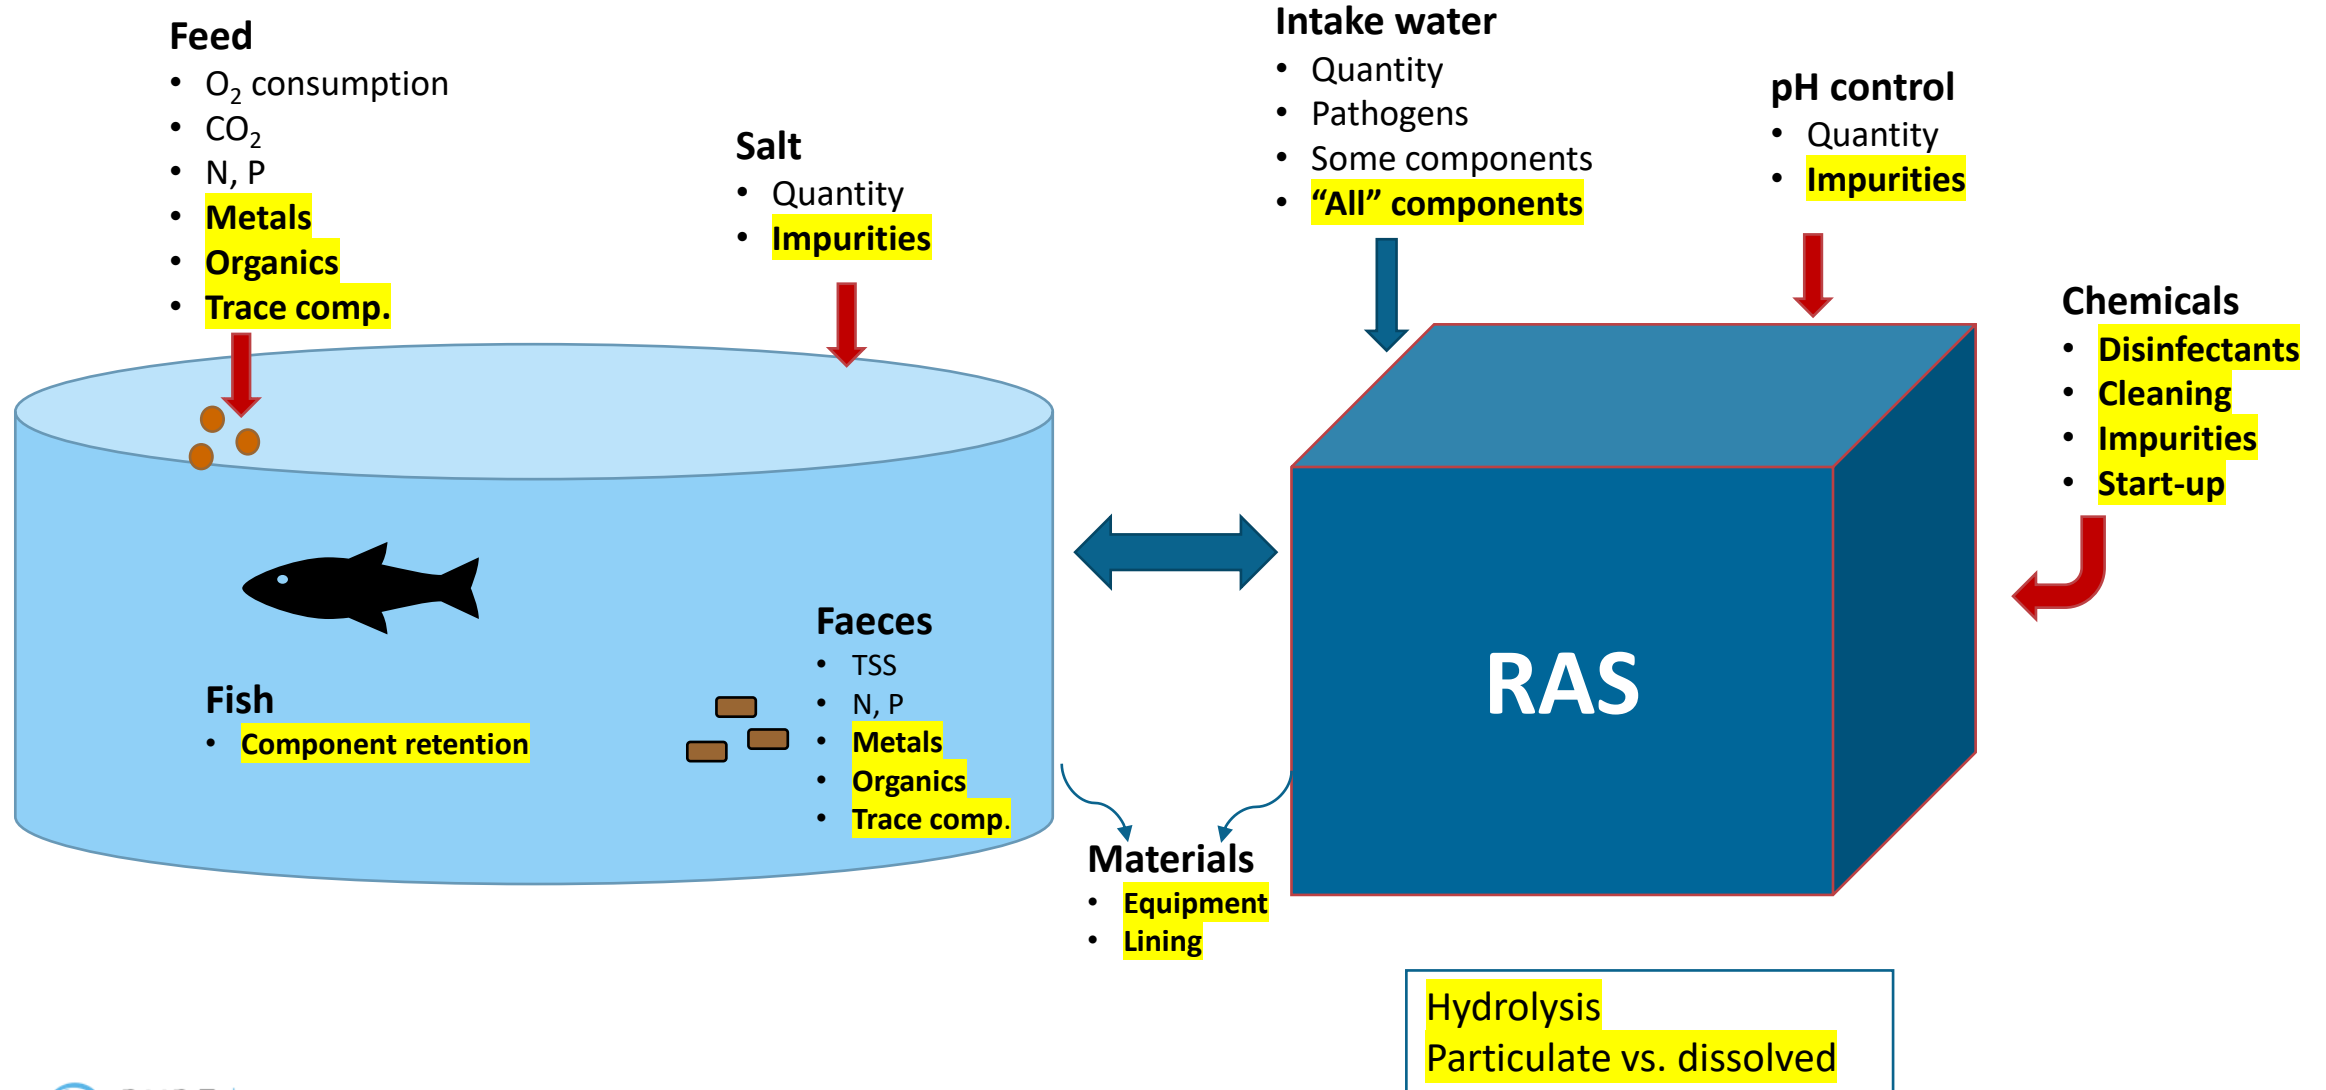 Feed
• O₂ consumption
• CO₂
• N, P
• Metals
• Organics
• Trace comp.
Salt
• Quantity
• Impurities
Intake water
• Quantity
• Pathogens
• Some components
• “All” components
pH control
• Quantity
• Impurities
Chemicals
• Disinfectants
• Cleaning
• Impurities
• Start-up
Fish
• Component retention
Faeces
• TSS
• N, P
• Metals
• Organics
• Trace comp.
RAS
Materials
• Equipment
• Lining
Hydrolysis
Particulate vs. dissolved